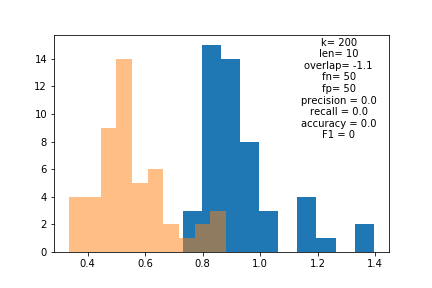 k= 200
len= 10
overlap= -1.1
fn= 50
fp= 50
precision = 0.0
recall = 0.0
accuracy = 0.0
F1 = 0
14
12
10
8
6
4
2
0
0.4 0.6 0.8 1.0 1.2 1.4